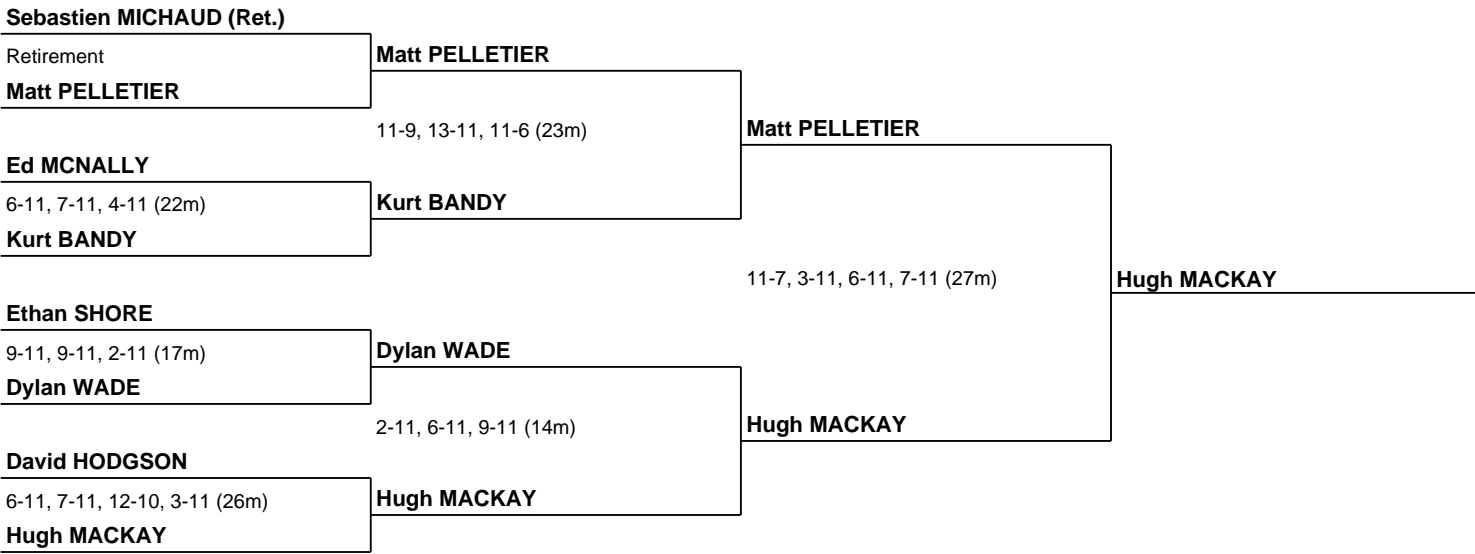 Sebastien MICHAUD (Ret.)
Retirement
Matt PELLETIER
Ed MCNALLY
6-11, 7-11, 4-11 (22m)
Kurt BANDY
Ethan SHORE
9-11, 9-11, 2-11 (17m)
Dylan WADE
David HODGSON
6-11, 7-11, 12-10, 3-11 (26m)
Hugh MACKAY
Matt PELLETIER
11-9, 13-11, 11-6 (23m)
Kurt BANDY
Dylan WADE
2-11, 6-11, 9-11 (14m)
Hugh MACKAY
Matt PELLETIER
11-7, 3-11, 6-11, 7-11 (27m)
Hugh MACKAY
Hugh MACKAY